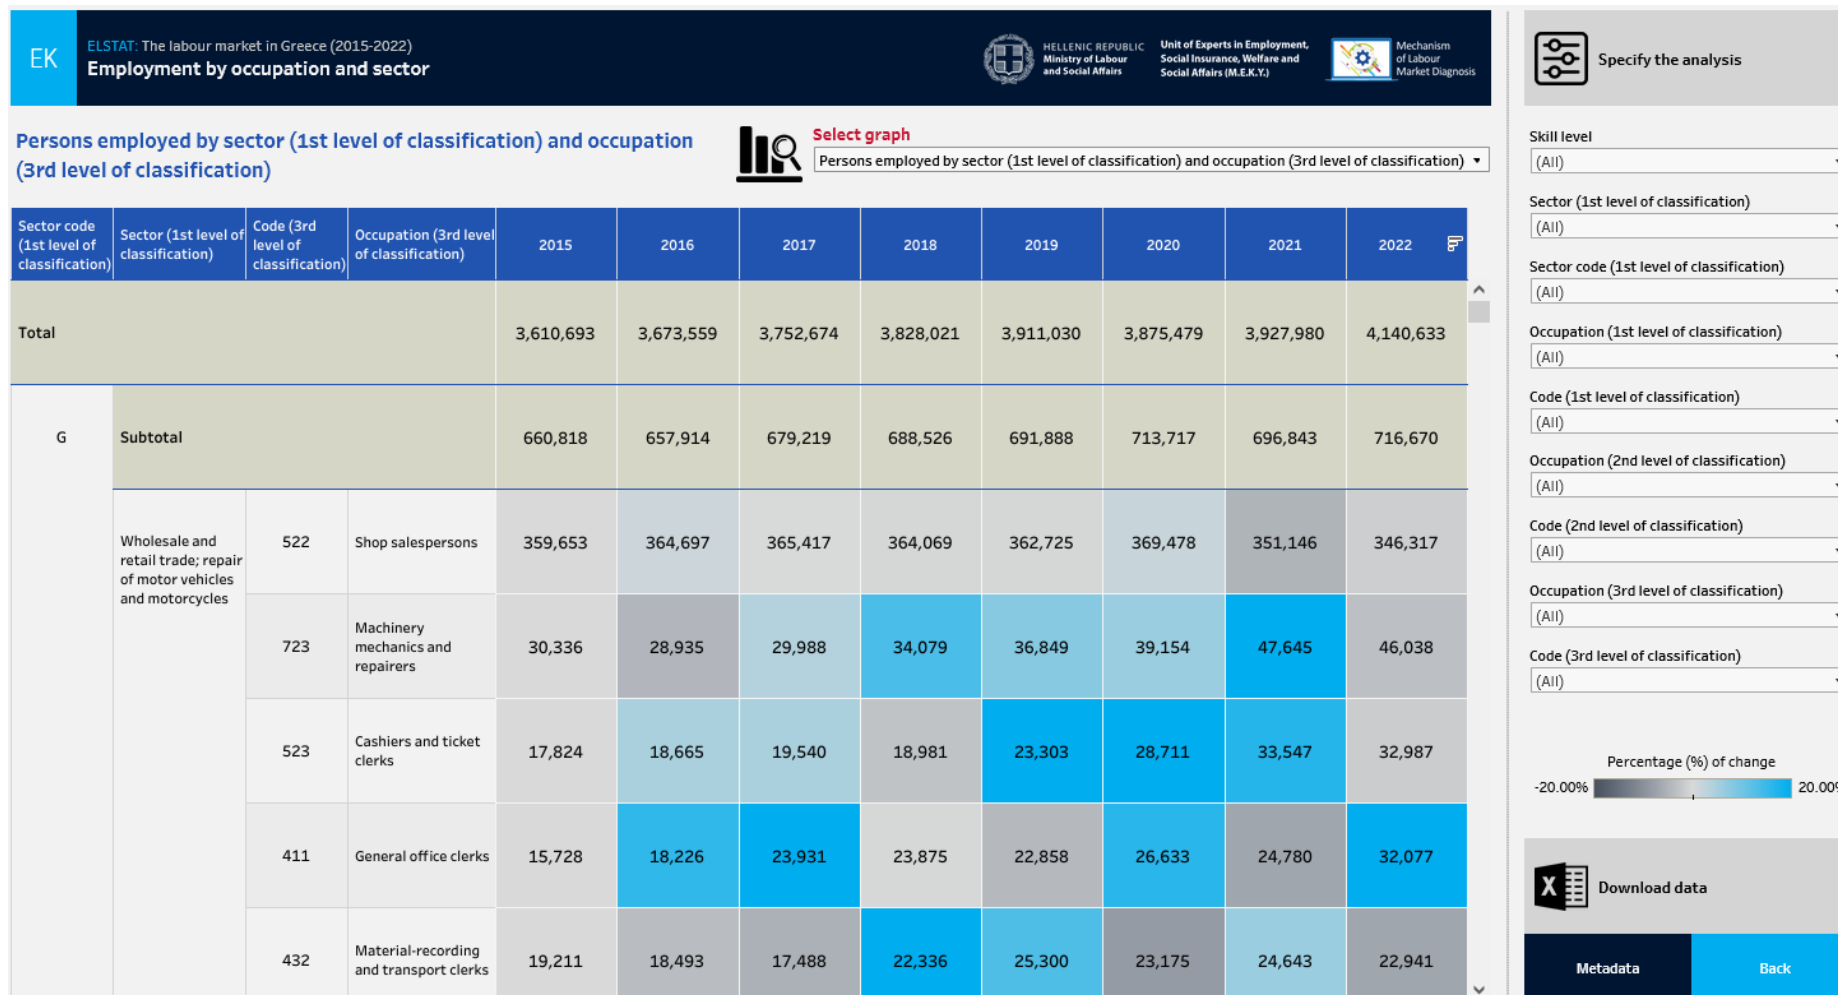 EK
ELSTAT: The labour market in Greece (2015-2022)
Employment by occupation and sector
HELLENIC REPUBLIC
Ministry of Labour
and Social Affairs
Unit of Experts in Employment,
Social Insurance, Welfare and
Social Affairs (M.E.K.Y.)
Mechanism
of Labour
Market Diagnosis
Specify the analysis
Persons employed by sector (1st level of classification) and occupation
(3rd level of classification)
Select graph
Persons employed by sector (1st level of classification) and occupation (3rd level of classification)
Sector code
(1st level of
classification)
Sector (1st level of
classification)
Code (3rd
level of
classification)
Occupation (3rd level
of classification)
2015 2016 2017 2018 2019 2020 2021 2022
Total 3,610,693 3,673,559 3,752,674 3,828,021 3,911,030 3,875,479 3,927,980 4,140,633
G Subtotal 660,818 657,914 679,219 688,526 691,888 713,717 696,843 716,670
Wholesale and
retail trade; repair
of motor vehicles
and motorcycles
522 Shop salespersons 359,653 364,697 365,417 364,069 362,725 369,478 351,146 346,317
723
Machinery
mechanics and
repairers
30,336 28,935 29,988 34,079 36,849 39,154 47,645 46,038
523
Cashiers and ticket
clerks
17,824 18,665 19,540 18,981 23,303 28,711 33,547 32,987
411 General office clerks 15,728 18,226 23,931 23,875 22,858 26,633 24,780 32,077
432
Material-recording
and transport clerks
19,211 18,493 17,488 22,336 25,300 23,175 24,643 22,941
Skill level
(All)
Sector (1st level of classification)
(All)
Sector code (1st level of classification)
(All)
Occupation (1st level of classification)
(All)
Code (1st level of classification)
(All)
Occupation (2nd level of classification)
(All)
Code (2nd level of classification)
(All)
Occupation (3rd level of classification)
(All)
Code (3rd level of classification)
(All)
Percentage (%) of change
-20.00% 20.00%
X
Download data
Metadata Back